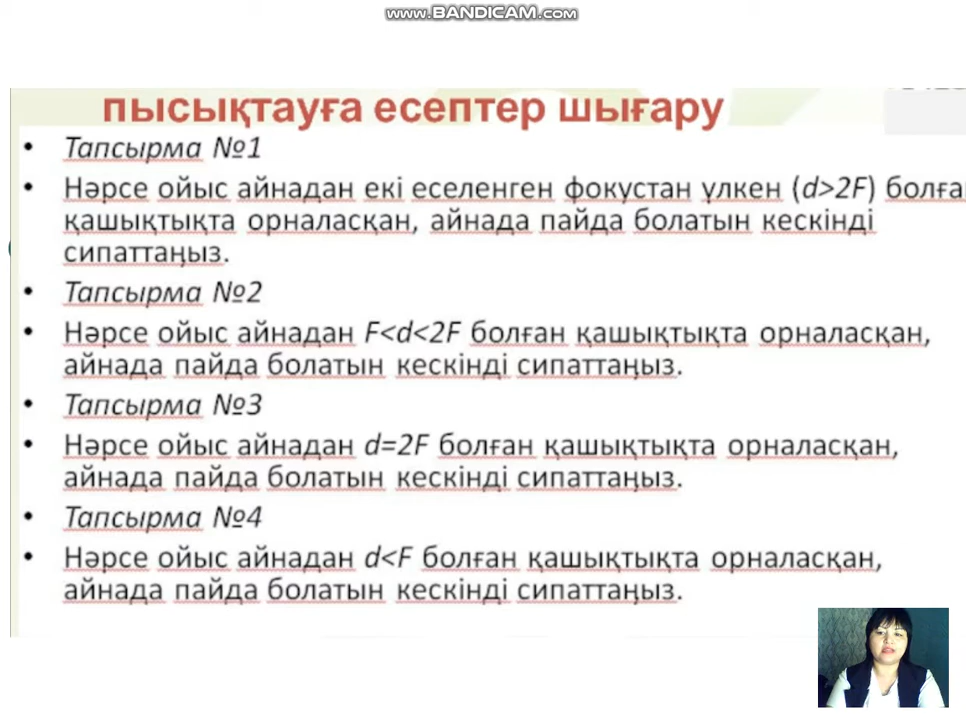 www.BANDICAM.com
пысықтауға есептер шығару
• Тапсырма №1
• Нәрсе ойыс айнадан екі еселенген фокустан үлкен (d>2F) болға
қашықтықта орналасқан, айнада пайда болатын кескінді
сипаттаңыз.
• Тапсырма №2
• Нәрсе ойыс айнадан F<d<2F болған қашықтықта орналасқан,
айнада пайда болатын кескінді сипаттаңыз.
• Тапсырма №3
• Нәрсе ойыс айнадан d=2F болған қашықтықта орналасқан,
айнада пайда болатын кескінді сипаттаңыз.
• Тапсырма №4
• Нәрсе ойыс айнадан d<F болған қашықтықта орналасқан,
айнада пайда болатын кескінді сипаттаңыз.